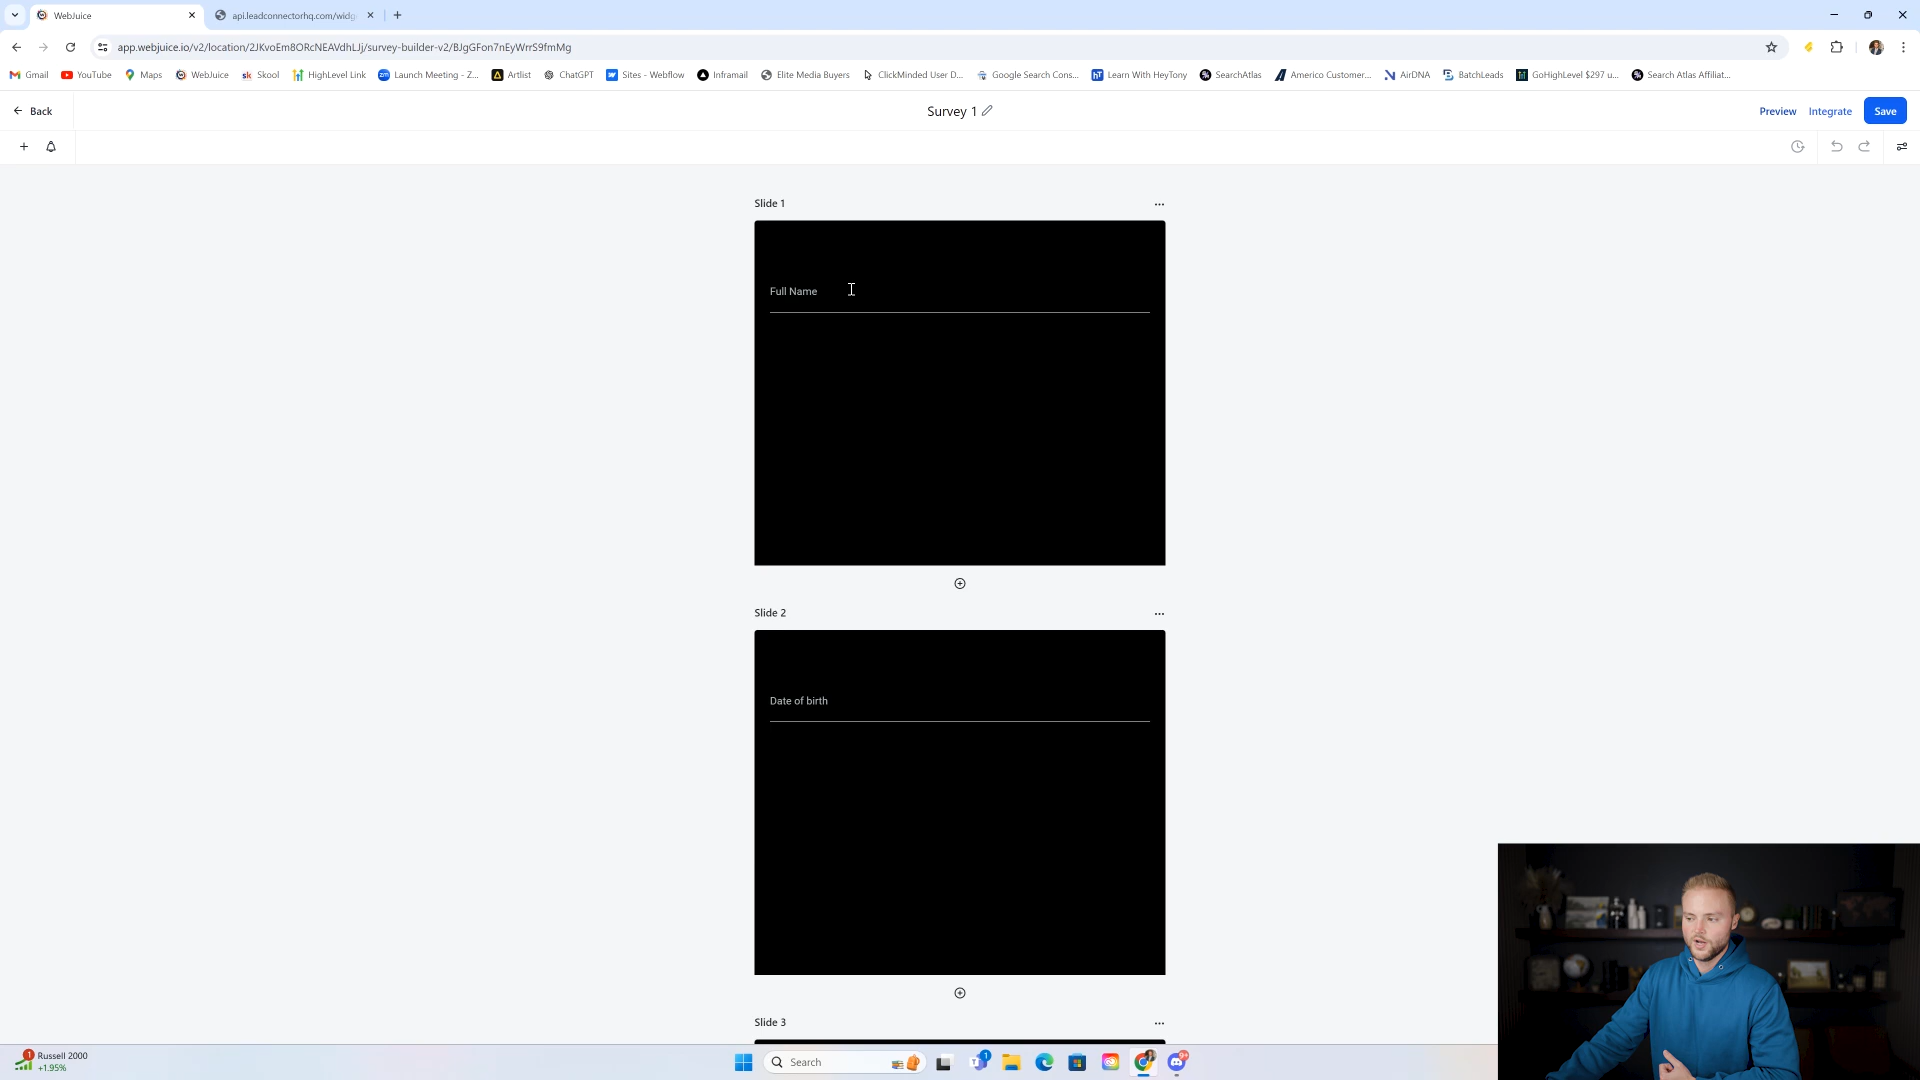 WebJuice
api.leadconnectorhq.com/widg
app.webjuice.io/v2/location/2JKvoEm8ORcNEAVdhLJj/survey-builder-v2/BJgGFon7nEyWrrS9fmMg
Gmail
YouTube
Maps
WebJuice
Skool
HighLevel Link
Launch Meeting - Z...
Artlist
ChatGPT
Sites - Webflow
Inframail
Elite Media Buyers
ClickMinded User D...
Google Search Cons...
Learn With HeyTony
SearchAtlas
Americo Customer...
AirDNA
BatchLeads
GoHighLevel $297 u...
Search Atlas Affiliat...
Back
Survey 1
Preview
Integrate
Save
Slide 1
Full Name
Slide 2
Date of birth
Slide 3
Russell 2000
+1.95%
Search